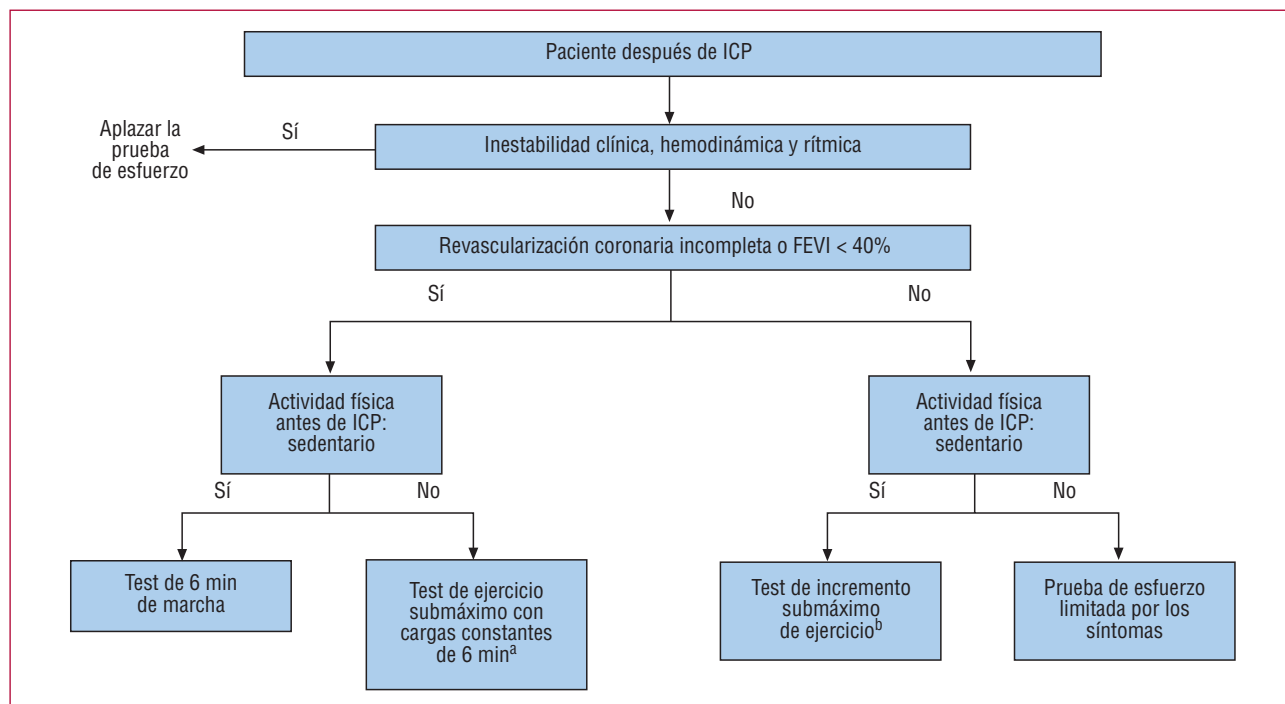 Paciente después de ICP
Aplazar la
prueba
de esfuerzo
Sí
Inestabilidad clínica, hemodinámica y rítmica
No
Revascularización coronaria incompleta o FEVI < 40%
Sí
No
Actividad física
antes de ICP:
sedentario
Actividad física
antes de ICP:
sedentario
Sí
No
Sí
No
Test de 6 min
de marcha
Test de ejercicio
submáximo con
cargas constantes
de 6 minᵃ
Test de incremento
submáximo
de ejercicioᵇ
Prueba de esfuerzo
limitada por los
síntomas